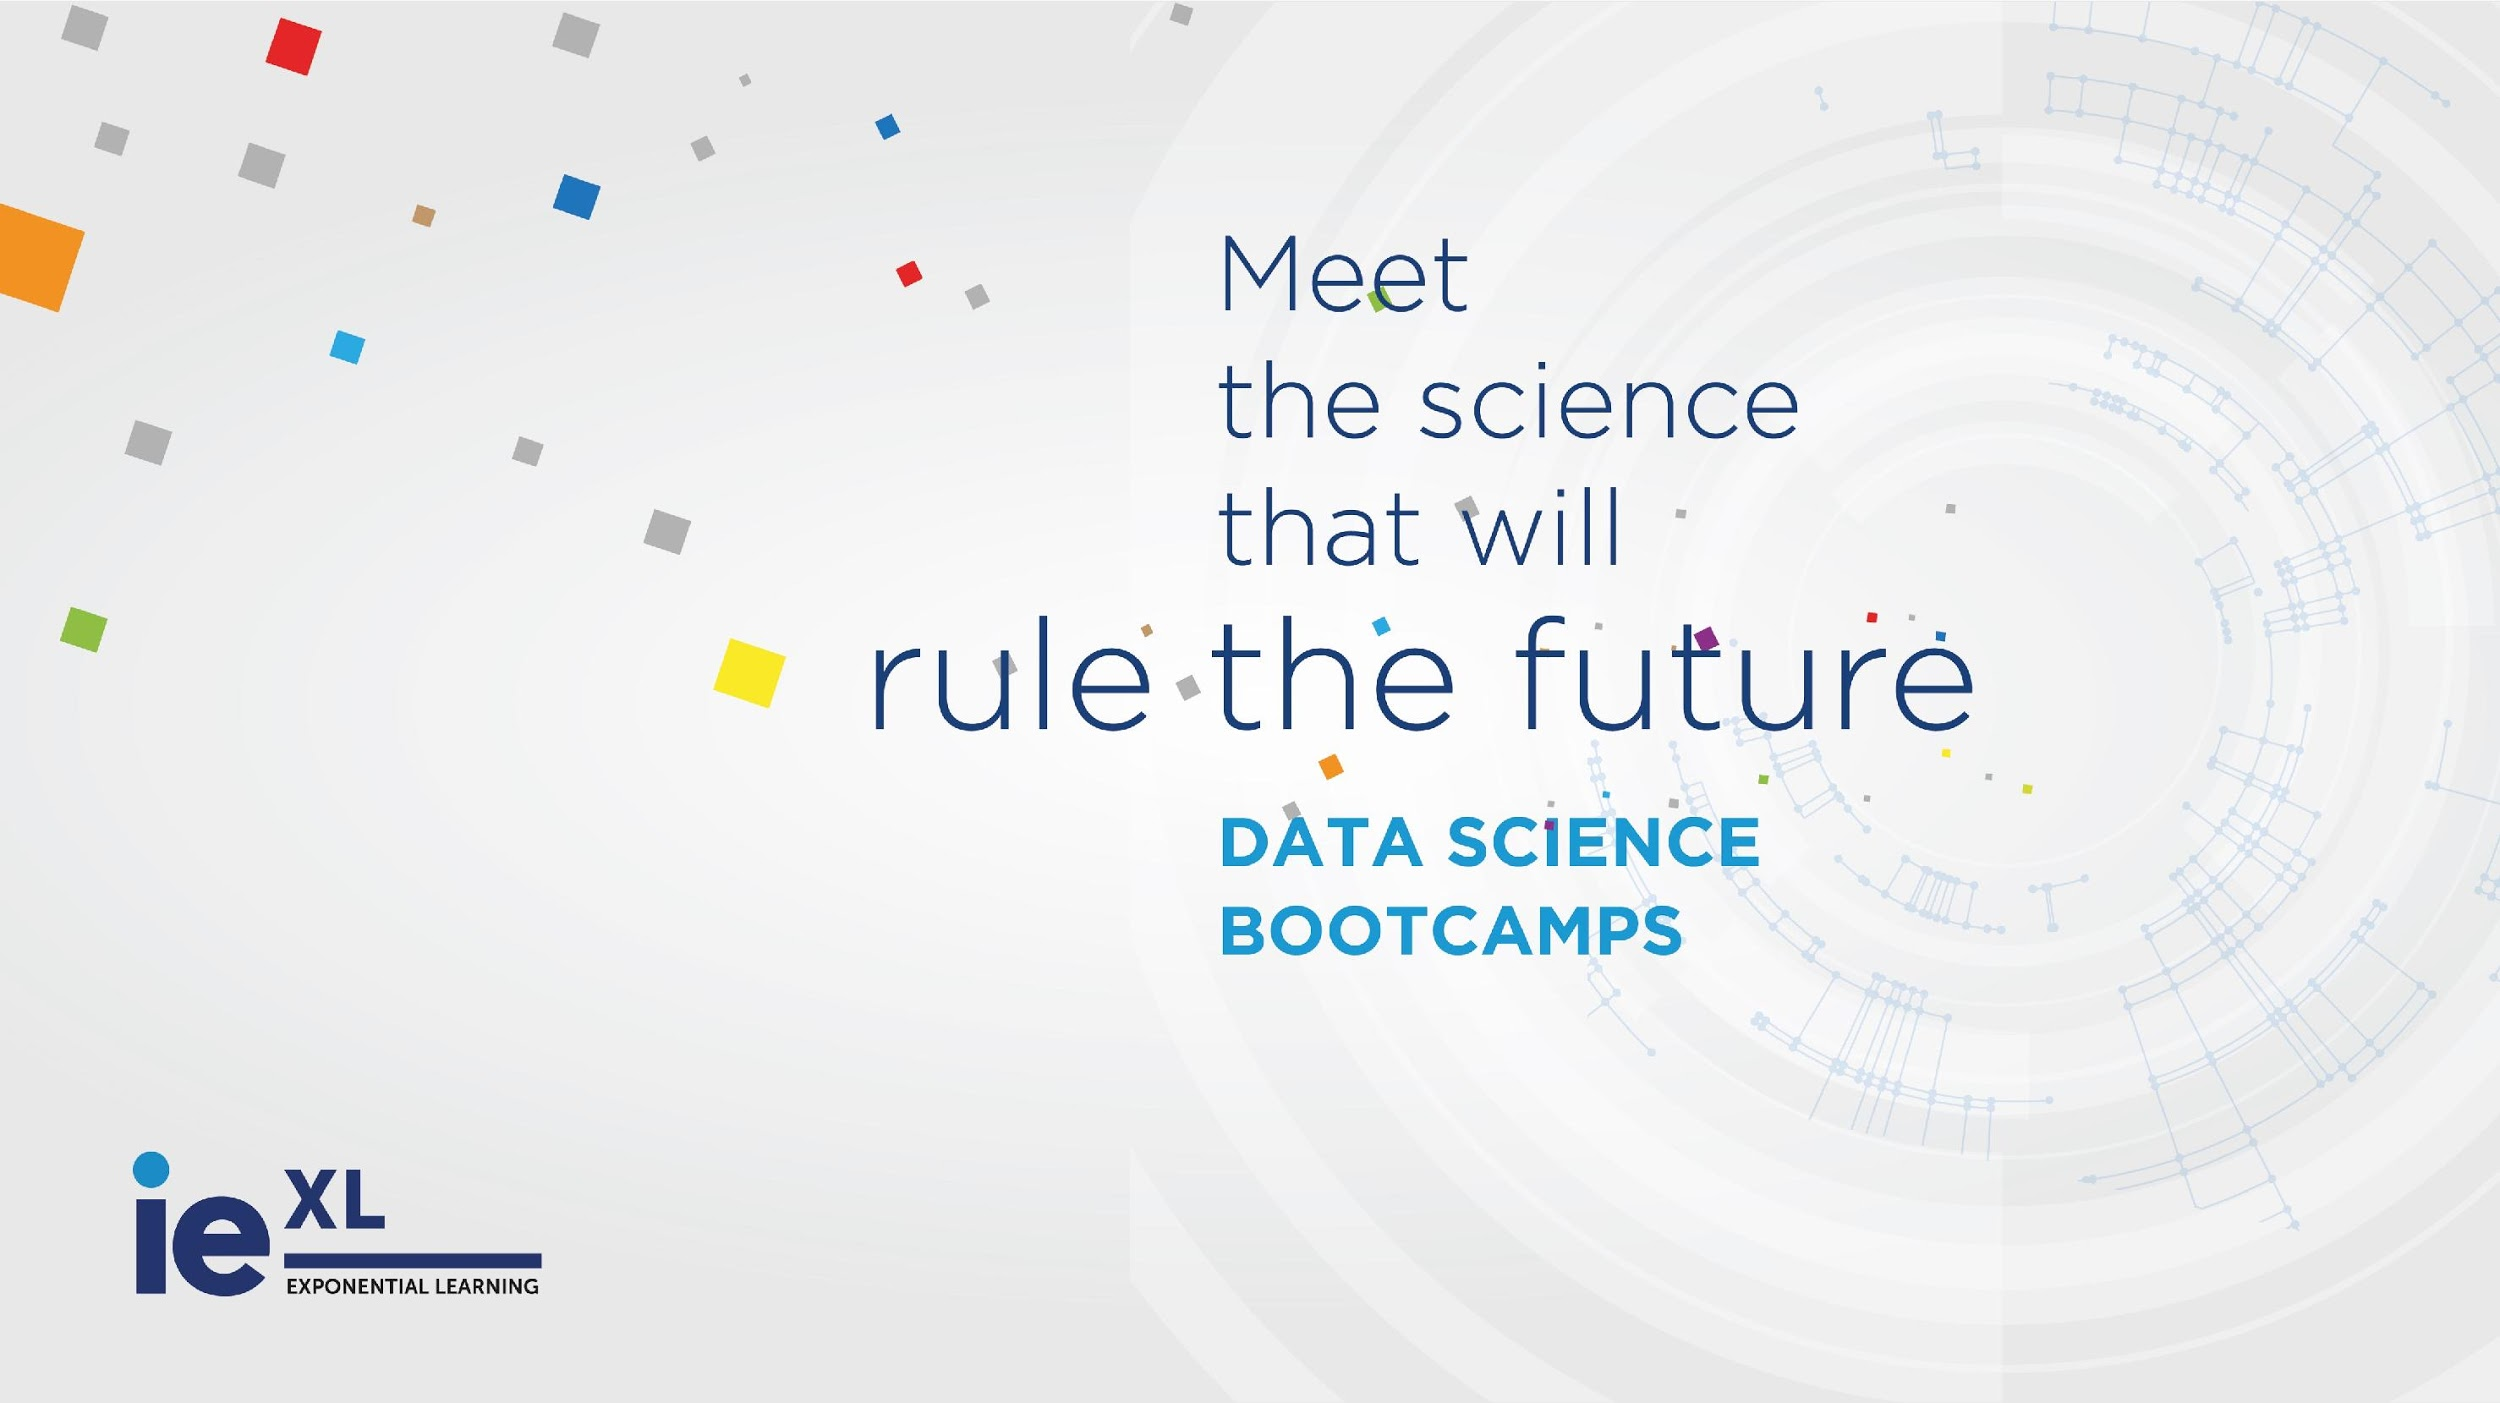 Meet
the science
that will
rule the future
DATA SCIENCE
BOOTCAMPS
ie XL
EXPONENTIAL LEARNING